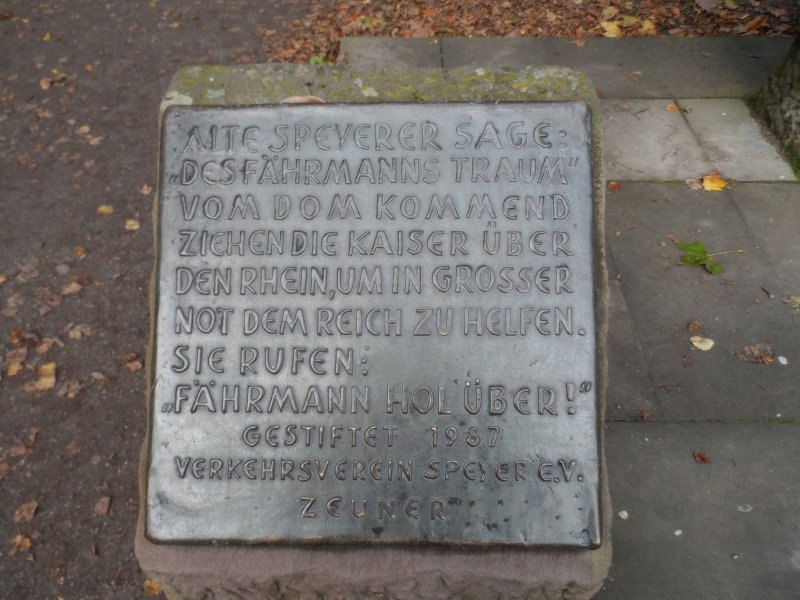 ALTE SPEYERER SAGE:
„DES FÄHRMANNS TRAUM"
VOM DOM KOMMEND
ZIEHEN DIE KAISER ÜBER
DEN RHEIN, UM IN GROSSER
NOT DEM REICH ZU HELFEN.
SIE RUFEN:
„FÄHRMANN HOL ÜBER!"
GESTIFTET 1987
VERKEHRSVEREIN SPEYER E.V.
ZEUNER